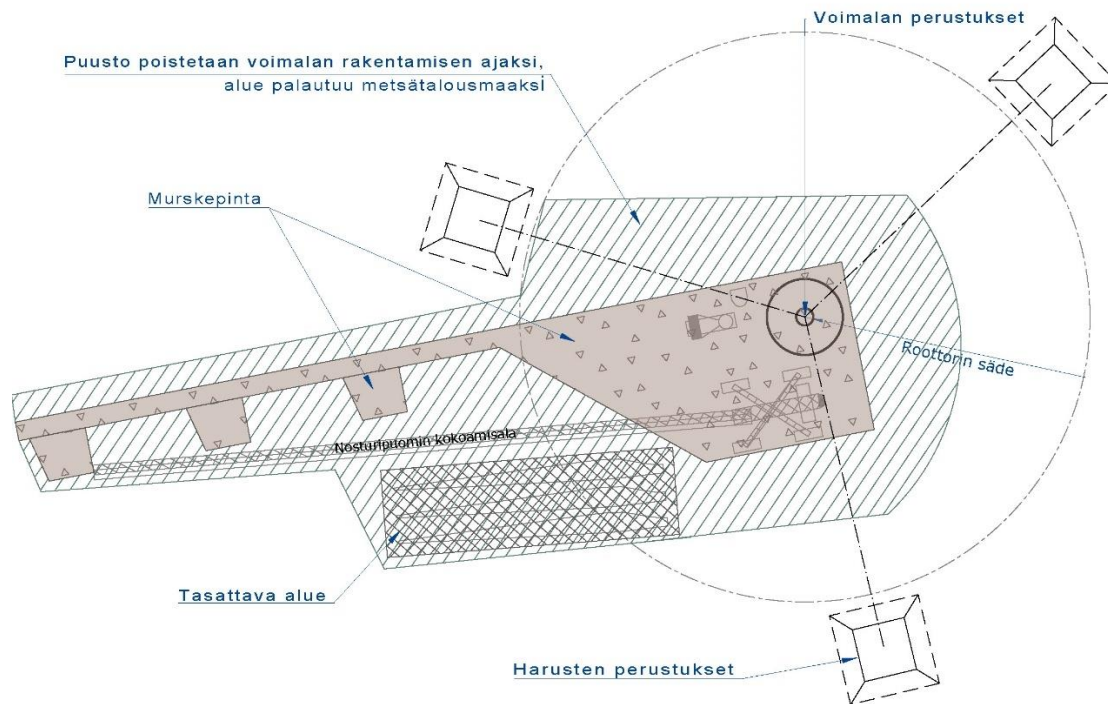 Voimalan perustukset
Puusto poistetaan voimalan rakentamisen ajaksi,
alue palautuu metsätalousmaaksi
Murskepinta
Roottorin säde
Nosturipuomin kokoamisala
Tasattava alue
Harusten perustukset